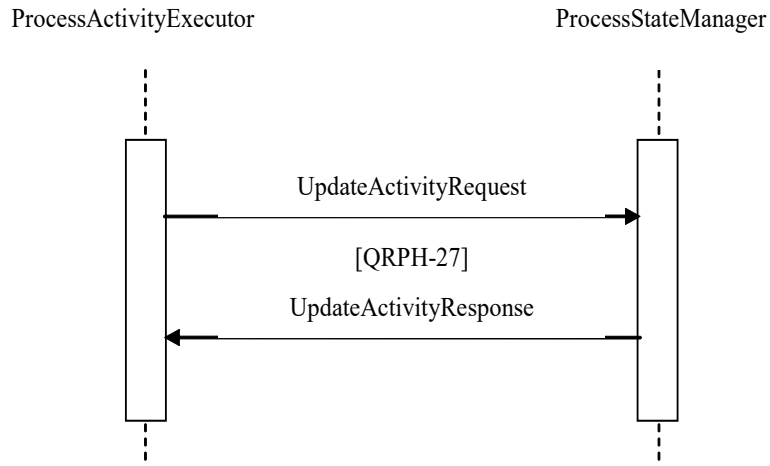 ProcessActivityExecutor
ProcessStateManager
UpdateActivityRequest
[QRPH-27]
UpdateActivityResponse